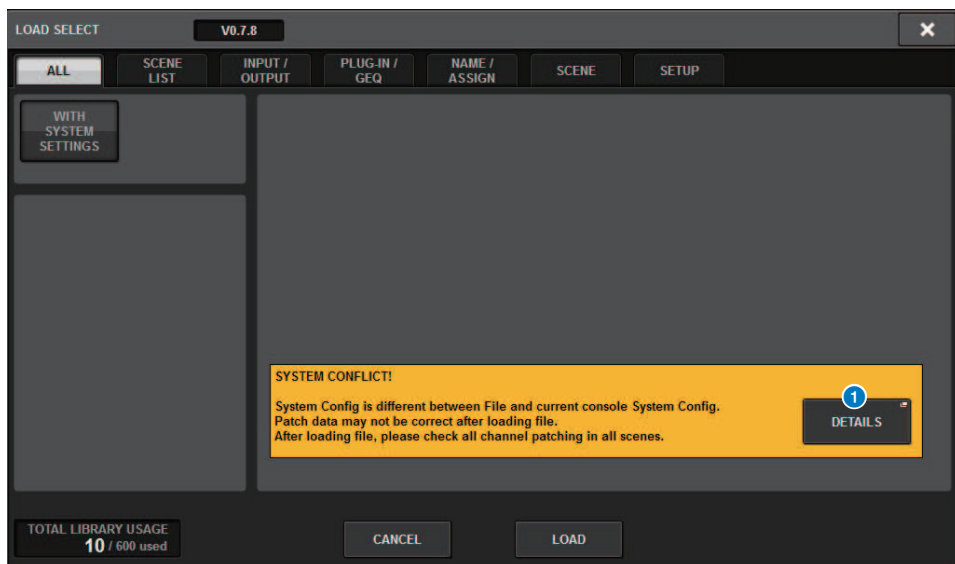 LOAD SELECT
V0.7.8
ALL
SCENE
LIST
INPUT /
OUTPUT
PLUG-IN /
GEQ
NAME /
ASSIGN
SCENE
SETUP
WITH
SYSTEM
SETTINGS
SYSTEM CONFLICT!
System Config is different between File and current console System Config.
Patch data may not be correct after loading file.
After loading file, please check all channel patching in all scenes.
1
DETAILS
TOTAL LIBRARY USAGE
10 / 600 used
CANCEL
LOAD